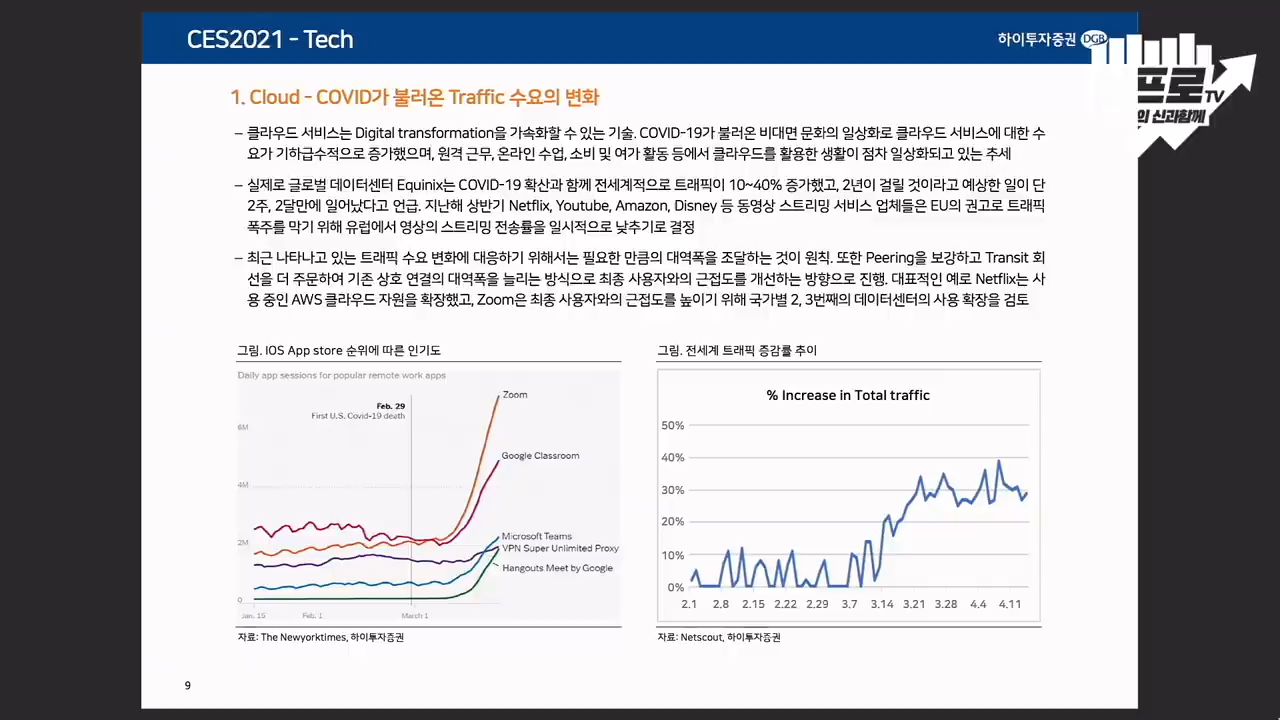 CES2021 - Tech
하이투자증권 DGB
프로TV
의 신과함께
1. Cloud - COVID가 불러온 Traffic 수요의 변화
– 클라우드 서비스는 Digital transformation을 가속화할 수 있는 기술. COVID-19가 불러온 비대면 문화의 일상화로 클라우드 서비스에 대한 수
요가 기하급수적으로 증가했으며, 원격 근무, 온라인 수업, 소비 및 여가 활동 등에서 클라우드를 활용한 생활이 점차 일상화되고 있는 추세
– 실제로 글로벌 데이터센터 Equinix는 COVID-19 확산과 함께 전세계적으로 트래픽이 10~40% 증가했고, 2년이 걸릴 것이라고 예상한 일이 단
2주, 2달만에 일어났다고 언급. 지난해 상반기 Netflix, Youtube, Amazon, Disney 등 동영상 스트리밍 서비스 업체들은 EU의 권고로 트래픽
폭주를 막기 위해 유럽에서 영상의 스트리밍 전송률을 일시적으로 낮추기로 결정
– 최근 나타나고 있는 트래픽 수요 변화에 대응하기 위해서는 필요한 만큼의 대역폭을 조달하는 것이 원칙. 또한 Peering을 보강하고 Transit 회
선을 더 주문하여 기존 상호 연결의 대역폭을 늘리는 방식으로 최종 사용자와의 근접도를 개선하는 방향으로 진행. 대표적인 예로 Netflix는 사
용 중인 AWS 클라우드 자원을 확장했고, Zoom은 최종 사용자와의 근접도를 높이기 위해 국가별 2, 3번째의 데이터센터의 사용 확장을 검토
그림. IOS App store 순위에 따른 인기도
Daily app sessions for popular remote work apps
Feb. 29
First U.S. Covid-19 death
Zoom
6M
Google Classroom
4M
Microsoft Teams
2M
VPN Super Unlimited Proxy
Hangouts Meet by Google
0
Jan. 15 Feb. 1 March 1
자료: The Newyorktimes, 하이투자증권
그림. 전세계 트래픽 증감률 추이
% Increase in Total traffic
50%
40%
30%
20%
10%
0%
2.1 2.8 2.15 2.22 2.29 3.7 3.14 3.21 3.28 4.4 4.11
자료: Netscout, 하이투자증권
9